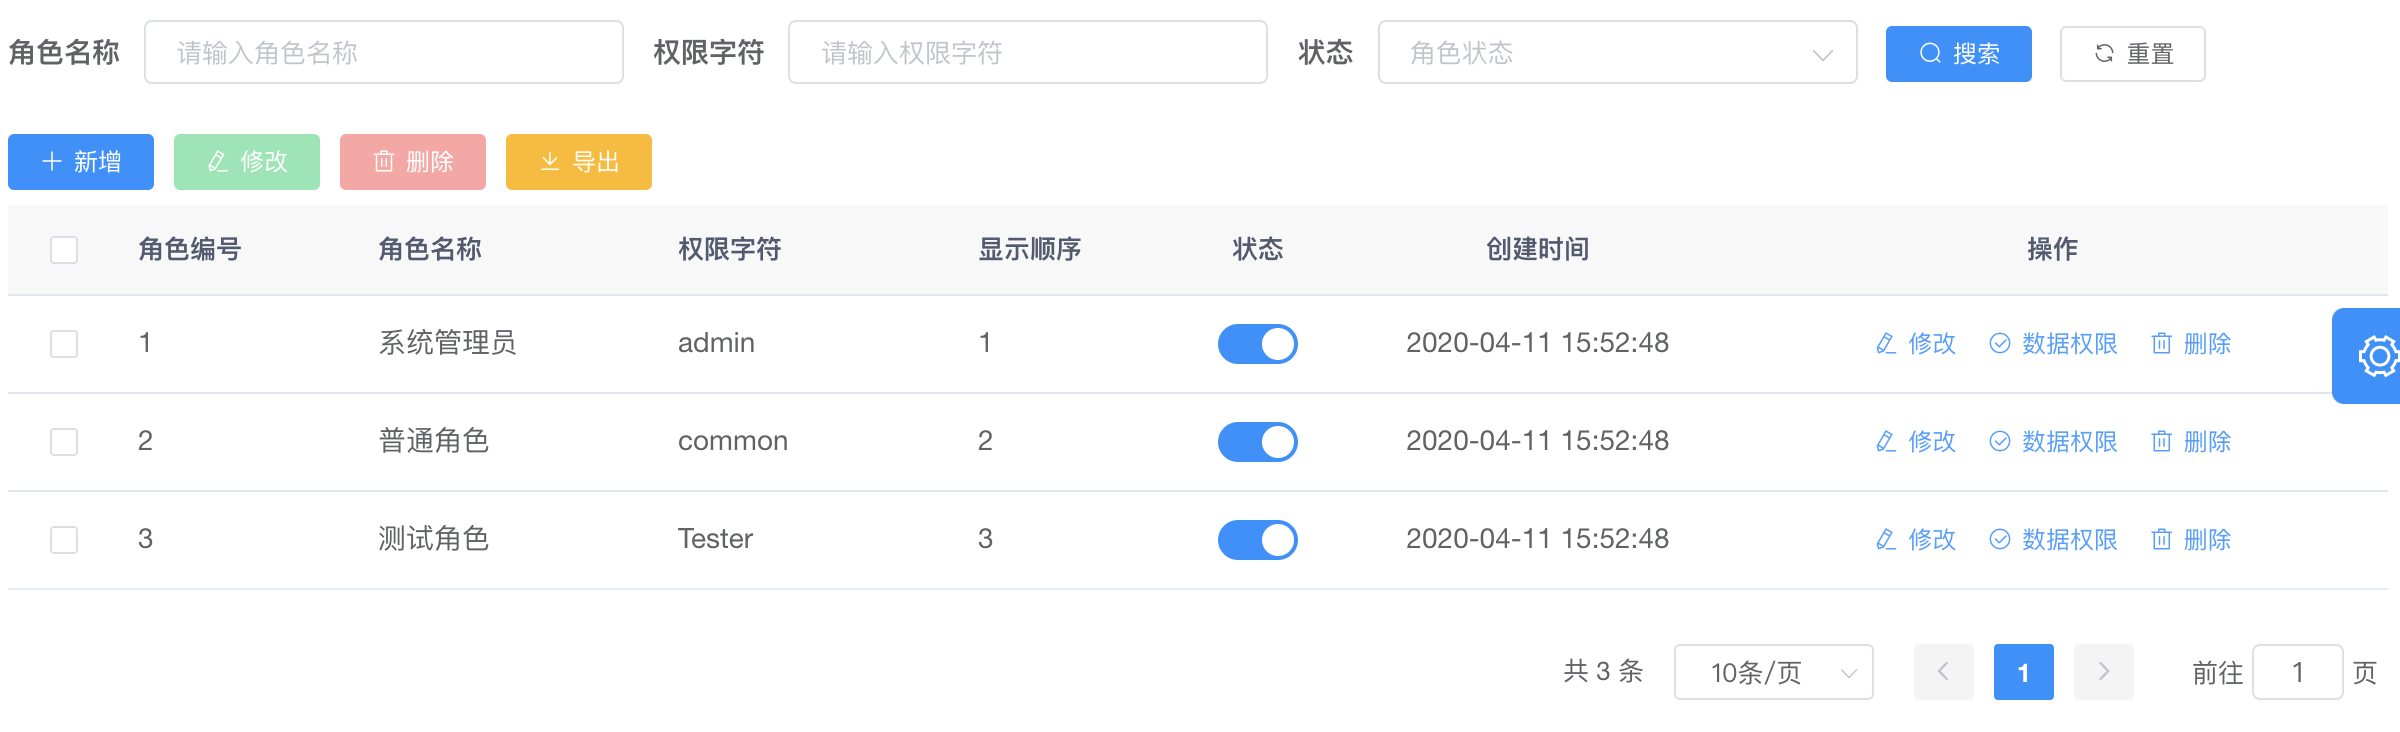 角色名称 请输入角色名称 权限字符 请输入权限字符 状态 角色状态 搜索 重置
新增 修改 删除 导出
角色编号 角色名称 权限字符 显示顺序 状态 创建时间 操作
1 系统管理员 admin 1 2020-04-11 15:52:48 修改 数据权限 删除
2 普通角色 common 2 2020-04-11 15:52:48 修改 数据权限 删除
3 测试角色 Tester 3 2020-04-11 15:52:48 修改 数据权限 删除
共 3 条 10条/页 1 前往 1 页